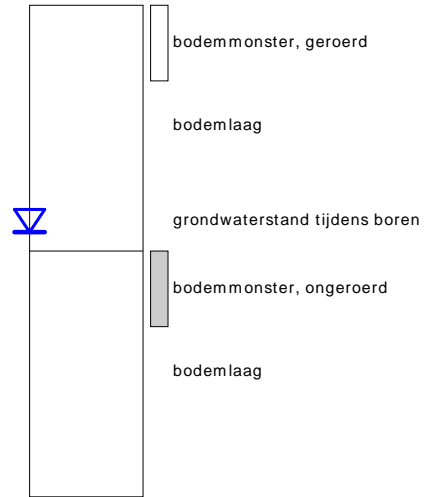 bodemmonster, geroerd
bodemlaag
grondwaterstand tijdens boren
bodemmonster, ongeroerd
bodemlaag